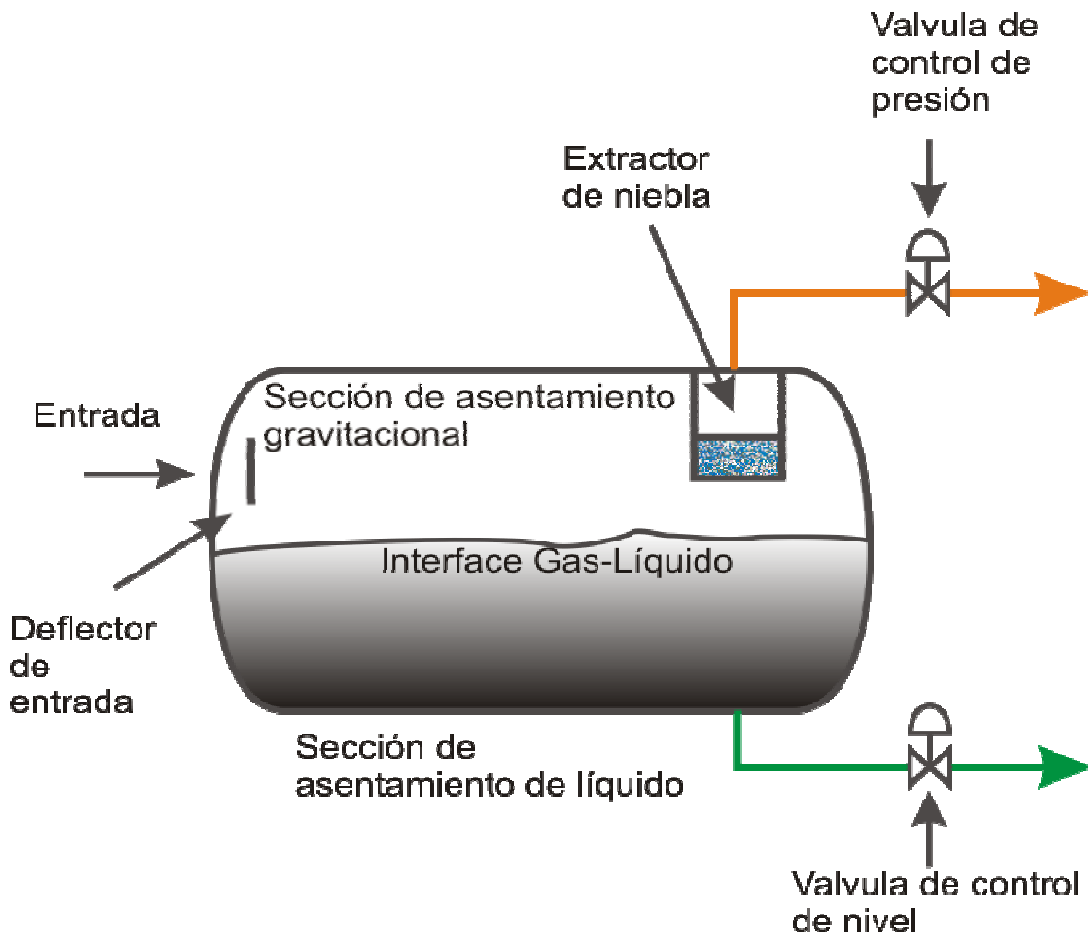 Valvula de
control de
presión
Extractor
de niebla
Sección de asentamiento
gravitacional
Entrada
Interface Gas-Líquido
Deflector
de
entrada
Sección de
asentamiento de líquido
Valvula de control
de nivel